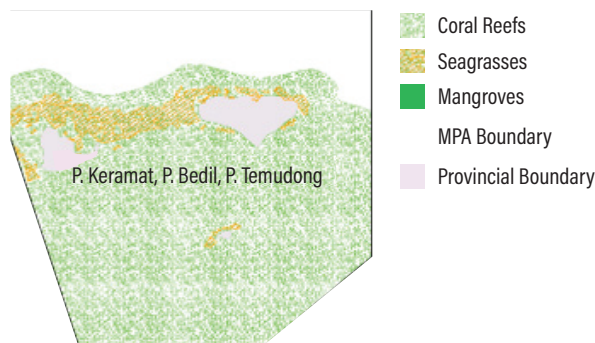 Coral Reefs
Seagrasses
Mangroves
MPA Boundary
Provincial Boundary
P. Keramat, P. Bedil, P. Temudong